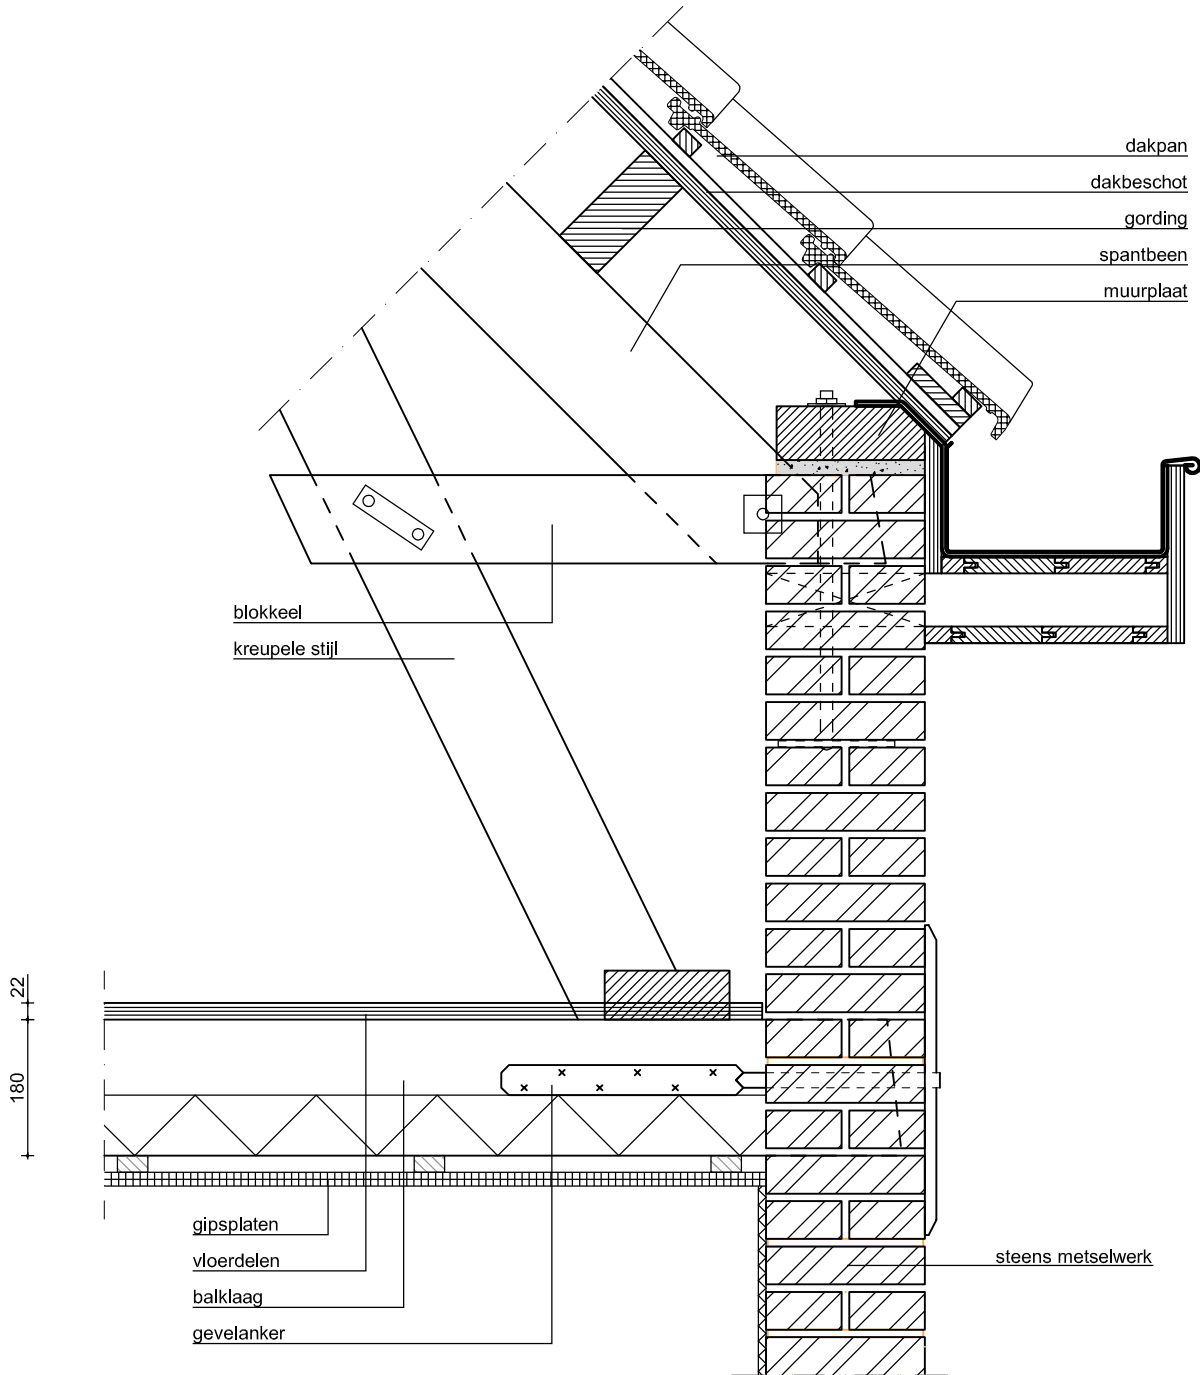 dakpan
dakbeschot
gording
spantbeen
muurplaat
blokkeel
kreupele stijl
22
180
gipsplaten
vloerdelen
balklaag
gevelanker
steens metselwerk